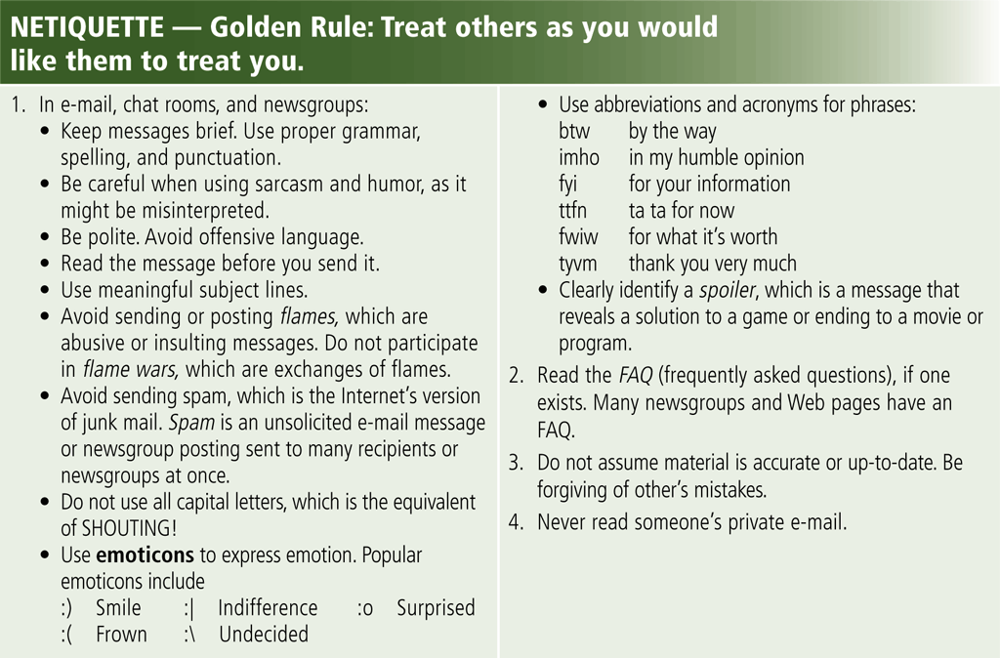 NETIQUETTE — Golden Rule: Treat others as you would
like them to treat you.
1. In e-mail, chat rooms, and newsgroups:
• Keep messages brief. Use proper grammar,
spelling, and punctuation.
• Be careful when using sarcasm and humor, as it
might be misinterpreted.
• Be polite. Avoid offensive language.
• Read the message before you send it.
• Use meaningful subject lines.
• Avoid sending or posting flames, which are
abusive or insulting messages. Do not participate
in flame wars, which are exchanges of flames.
• Avoid sending spam, which is the Internet's version
of junk mail. Spam is an unsolicited e-mail message
or newsgroup posting sent to many recipients or
newsgroups at once.
• Do not use all capital letters, which is the equivalent
of SHOUTING!
• Use emoticons to express emotion. Popular
emoticons include
:) Smile :| Indifference :o Surprised
:( Frown :\ Undecided
• Use abbreviations and acronyms for phrases:
btw by the way
imho in my humble opinion
fyi for your information
ttfn ta ta for now
fwiw for what it's worth
tyvm thank you very much
• Clearly identify a spoiler, which is a message that
reveals a solution to a game or ending to a movie or
program.
2. Read the FAQ (frequently asked questions), if one
exists. Many newsgroups and Web pages have an
FAQ.
3. Do not assume material is accurate or up-to-date. Be
forgiving of other's mistakes.
4. Never read someone's private e-mail.